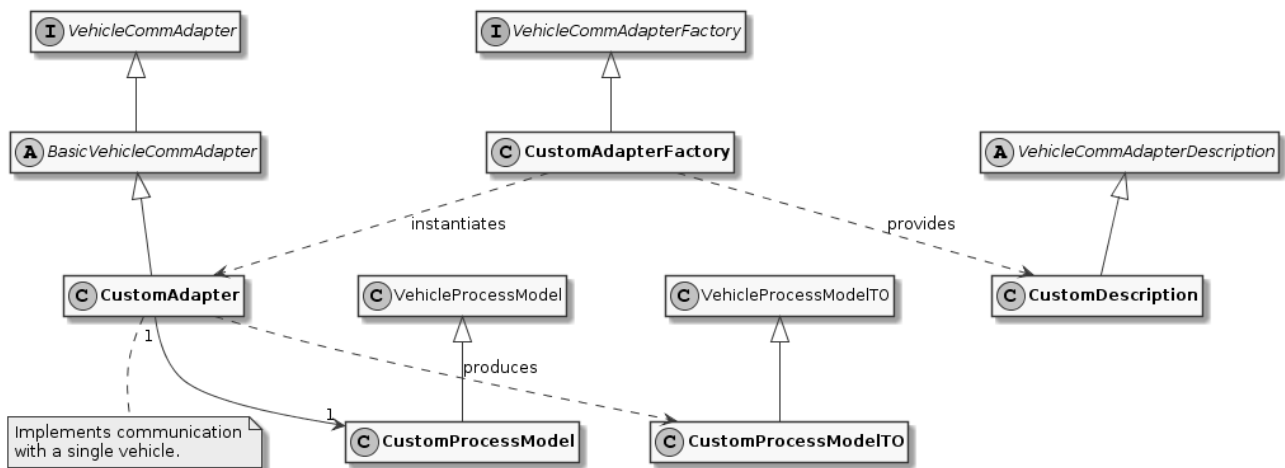 I VehicleCommAdapter
I VehicleCommAdapterFactory
A BasicVehicleCommAdapter
C CustomAdapterFactory
A VehicleCommAdapterDescription
instantiates
provides
C CustomAdapter
C VehicleProcessModel
C VehicleProcessModelTO
C CustomDescription
1
produces
1
Implements communication
with a single vehicle.
C CustomProcessModel
C CustomProcessModelTO